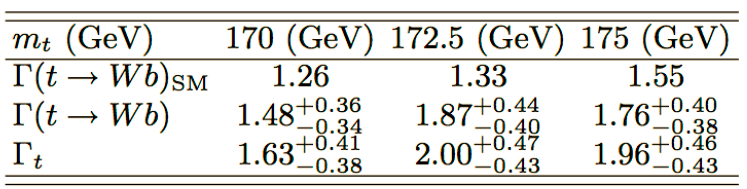 m_t (GeV) 170 (GeV) 172.5 (GeV) 175 (GeV)
Γ(t → Wb)_SM 1.26 1.33 1.55
Γ(t → Wb) 1.48^{+0.36}_{−0.34} 1.87^{+0.44}_{−0.40} 1.76^{+0.40}_{−0.38}
Γ_t 1.63^{+0.41}_{−0.38} 2.00^{+0.47}_{−0.43} 1.96^{+0.46}_{−0.43}